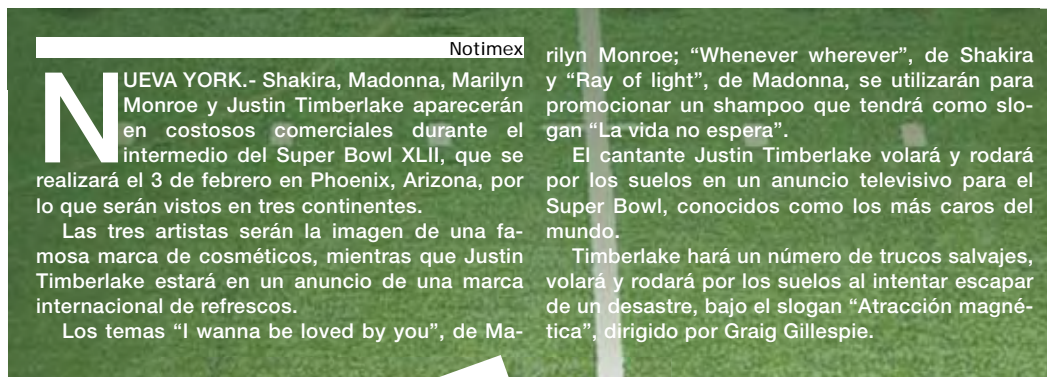 Notimex
NUEVA YORK.- Shakira, Madonna, Marilyn
Monroe y Justin Timberlake aparecerán
en costosos comerciales durante el
intermedio del Super Bowl XLII, que se
realizará el 3 de febrero en Phoenix, Arizona, por
lo que serán vistos en tres continentes.
Las tres artistas serán la imagen de una fa-
mosa marca de cosméticos, mientras que Justin
Timberlake estará en un anuncio de una marca
internacional de refrescos.
Los temas “I wanna be loved by you”, de Ma-
rilyn Monroe; “Whenever wherever”, de Shakira
y “Ray of light”, de Madonna, se utilizarán para
promocionar un shampoo que tendrá como slo-
gan “La vida no espera”.
El cantante Justin Timberlake volará y rodará
por los suelos en un anuncio televisivo para el
Super Bowl, conocidos como los más caros del
mundo.
Timberlake hará un número de trucos salvajes,
volará y rodará por los suelos al intentar escapar
de un desastre, bajo el slogan “Atracción magné-
tica”, dirigido por Graig Gillespie.